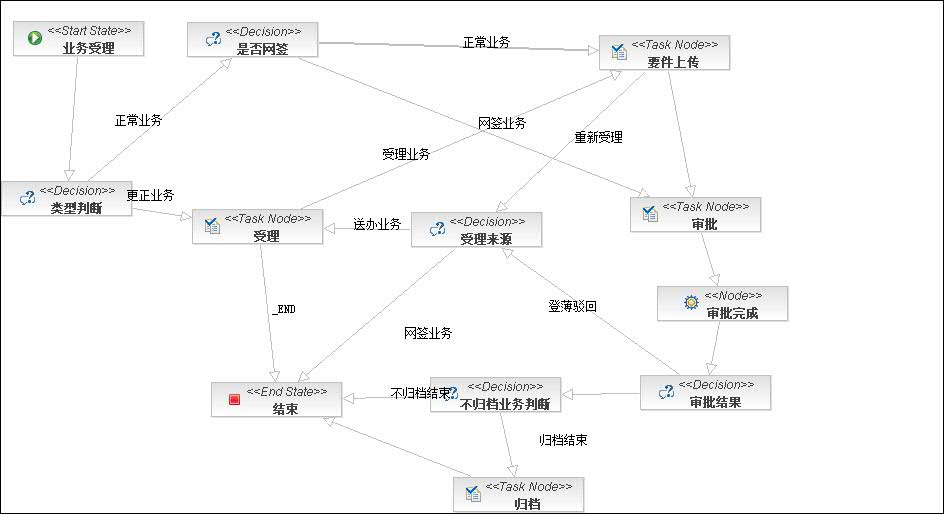 <<Start State>>
业务受理
<<Decision>>
是否网签
正常业务
<<Task Node>>
要件上传
正常业务
网签业务
重新受理
受理业务
<<Decision>>
类型判断
更正业务
<<Task Node>>
受理
送办业务
<<Decision>>
受理来源
<<Task Node>>
审批
<<Node>>
审批完成
_END
登薄驳回
网签业务
<<End State>>
结束
不归档结束
<<Decision>>
不归档业务判断
<<Decision>>
审批结果
归档结束
<<Task Node>>
归档